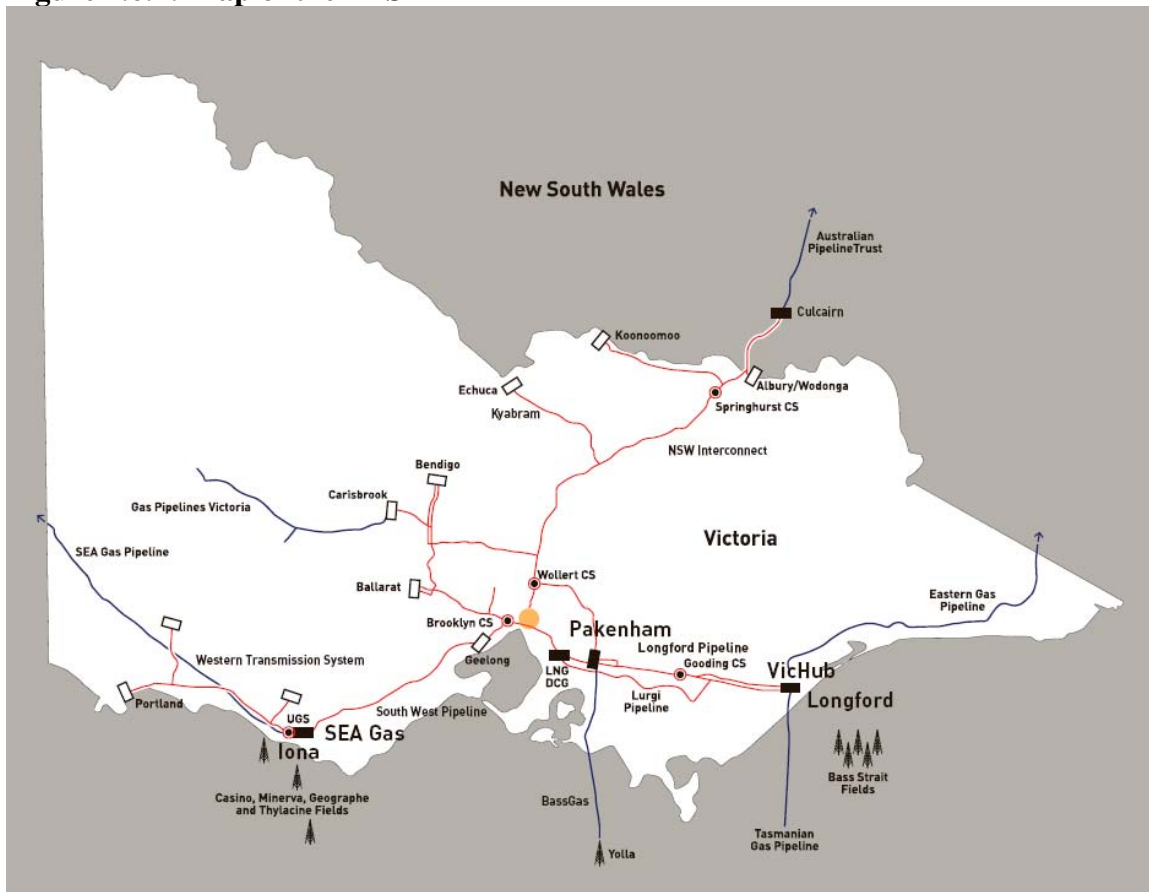 New South Wales
Australian
PipelineTrust
Culcairn
Koonoomoo
Echuca
Albury/Wodonga
Kyabram
Springhurst CS
NSW Interconnect
Bendigo
Carisbrook
Gas Pipelines Victoria
Victoria
SEA Gas Pipeline
Wollert CS
Ballarat
Eastern Gas
Pipeline
Brooklyn CS
Pakenham
Longford Pipeline
Geelong
Gooding CS
Western Transmission System
LNG
DCG
VicHub
Lurgi
Pipeline
Longford
Portland
South West Pipeline
UGS
SEA Gas
Iona
Bass Strait
Fields
Casino, Minerva, Geographe
and Thylacine Fields
BassGas
Tasmanian
Gas Pipeline
Yolla